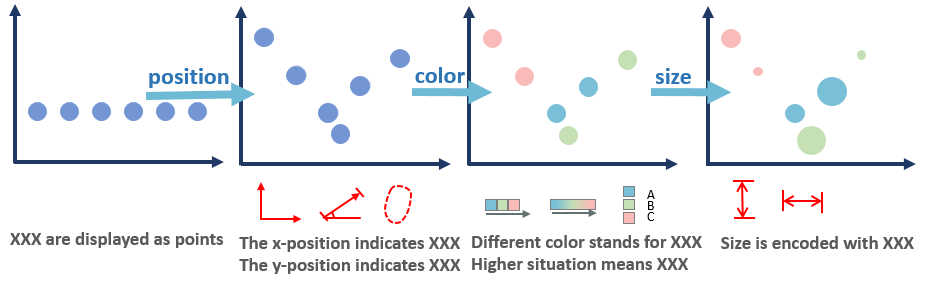 position
color
size
A
B
C
XXX are displayed as points
The x-position indicates XXX
The y-position indicates XXX
Different color stands for XXX
Higher situation means XXX
Size is encoded with XXX